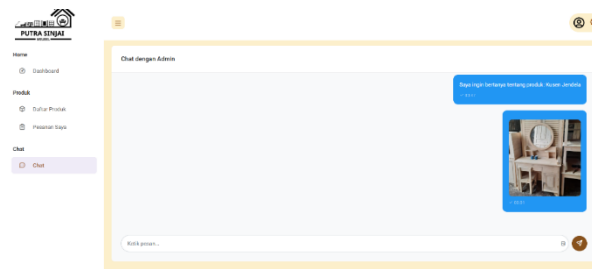 PUTRA SINJAI
MEUBEL
Home
Dashboard
Produk
Daftar Produk
Pesanan Saya
Chat
Chat
Chat dengan Admin
Saya ingin bertanya tentang produk: Kusen Jendela
Ketik pesan...